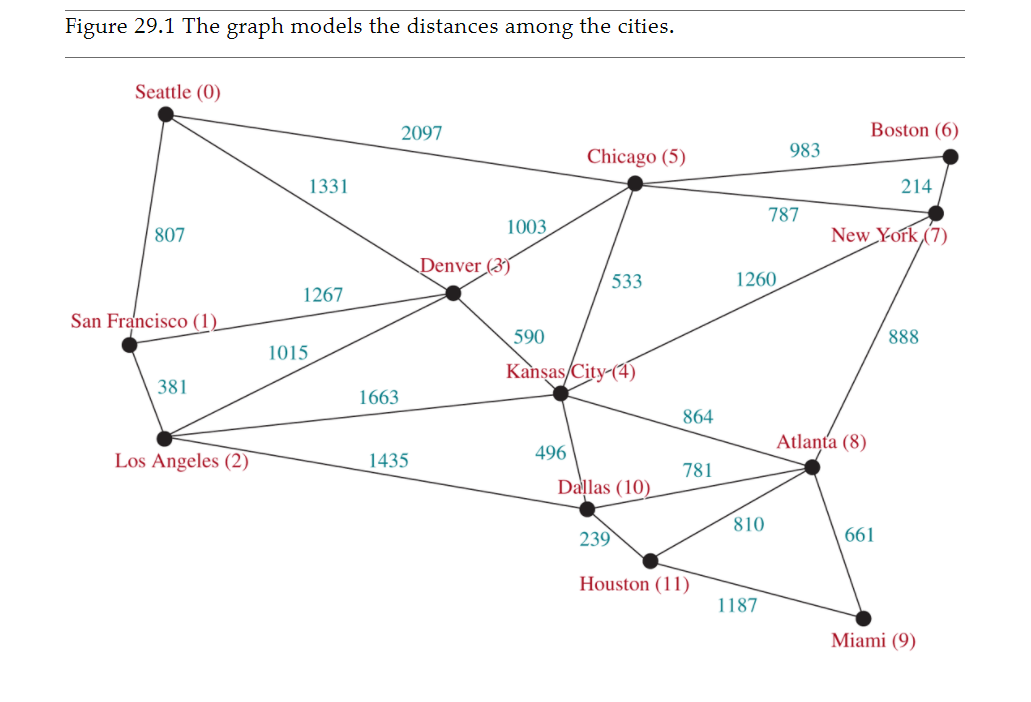 Figure 29.1 The graph models the distances among the cities.
Seattle (0)
2097
Boston (6)
Chicago (5)
983
1331
214
787
807
1003
New York (7)
Denver (3)
533
1260
1267
San Francisco (1)
590
888
1015
Kansas City (4)
381
1663
864
Atlanta (8)
Los Angeles (2)
1435
496
781
Dallas (10)
810
239
661
Houston (11)
1187
Miami (9)